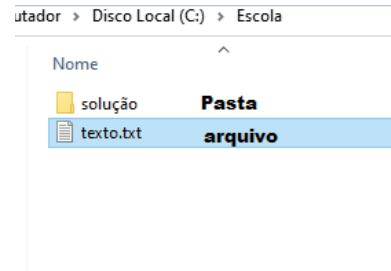 utador > Disco Local (C:) > Escola
Nome
solução Pasta
texto.txt arquivo